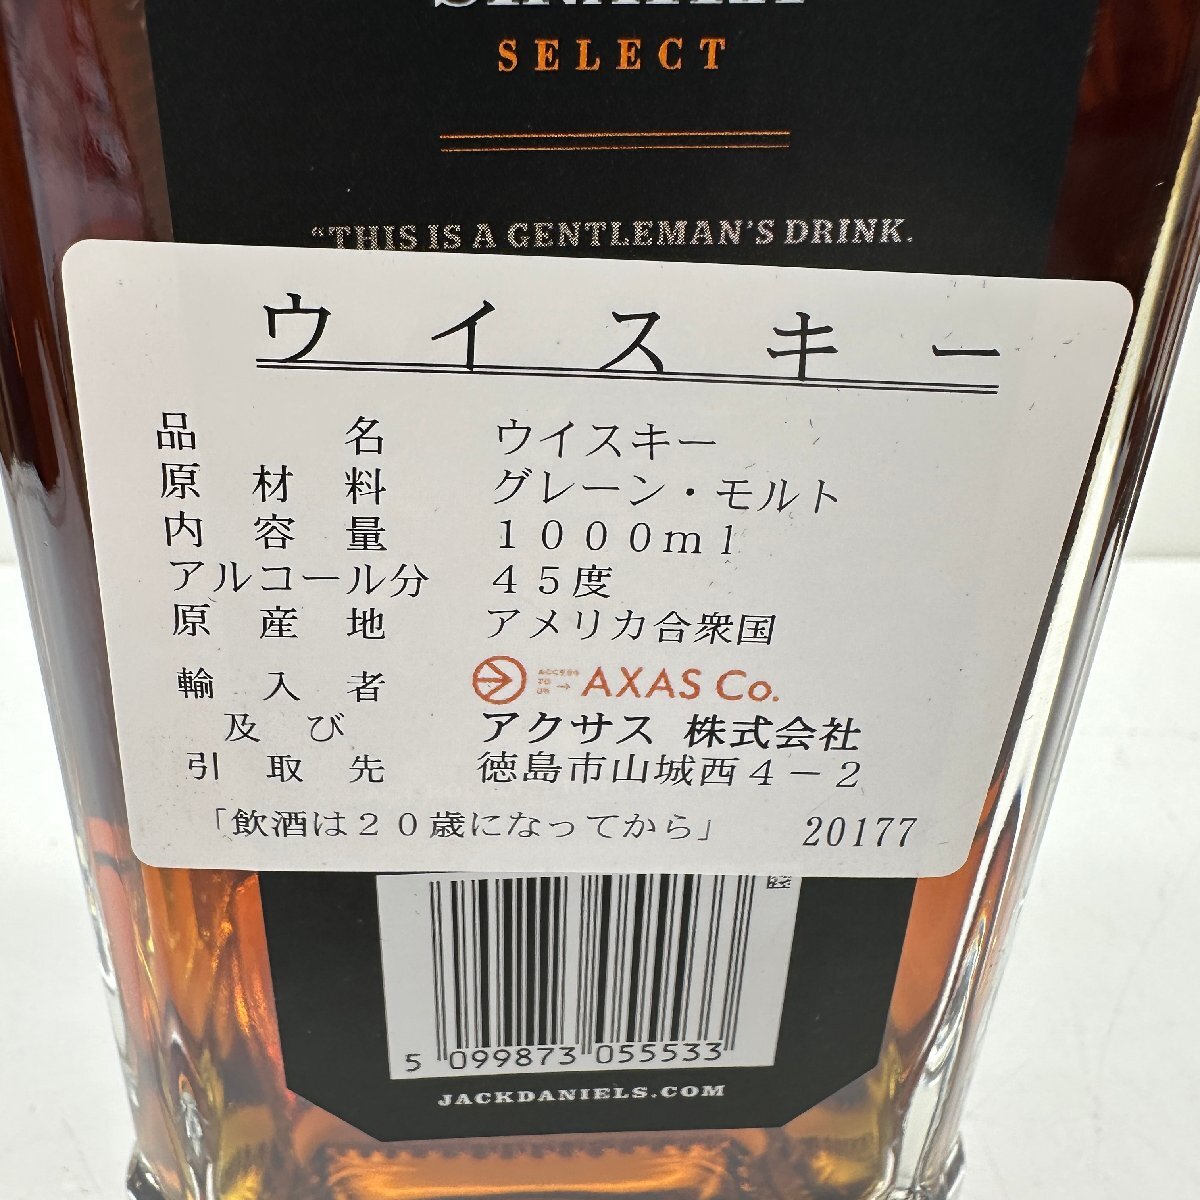 SELECT
"THIS IS A GENTLEMAN'S DRINK.
ウイスキー
品名 ウイスキー
原材料 グレーン・モルト
内容量 1000ml
アルコール分 45度
原産地 アメリカ合衆国
輸入者 AXAS Co.
及び アクサス 株式会社
引取先 徳島市山城西4-2
「飲酒は20歳になってから」 20177
5 099873 055533
JACKDANIELS.COM